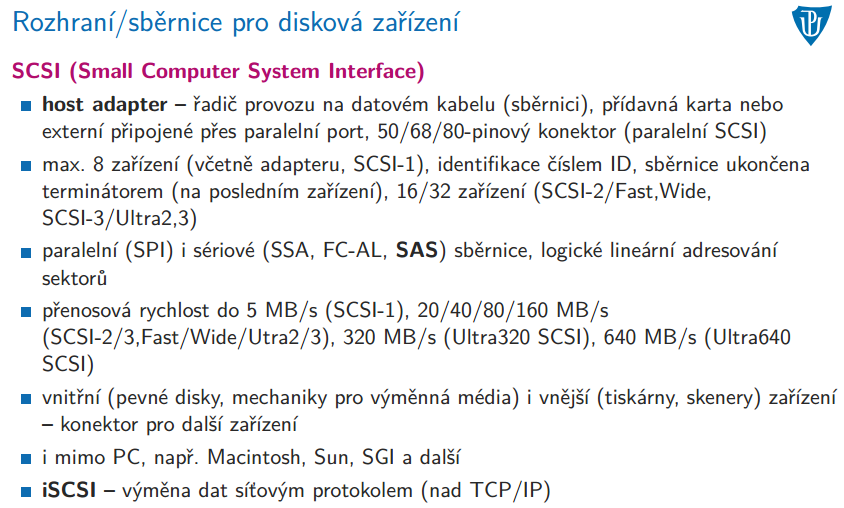 Rozhraní/sběrnice pro disková zařízení
SCSI (Small Computer System Interface)
host adapter – řadič provozu na datovém kabelu (sběrnici), přídavná karta nebo
externí připojené přes paralelní port, 50/68/80-pinový konektor (paralelní SCSI)
max. 8 zařízení (včetně adapteru, SCSI-1), identifikace číslem ID, sběrnice ukončena
terminátorem (na posledním zařízení), 16/32 zařízení (SCSI-2/Fast,Wide,
SCSI-3/Ultra2,3)
paralelní (SPI) i sériové (SSA, FC-AL, SAS) sběrnice, logické lineární adresování
sektorů
přenosová rychlost do 5 MB/s (SCSI-1), 20/40/80/160 MB/s
(SCSI-2/3,Fast/Wide/Utra2/3), 320 MB/s (Ultra320 SCSI), 640 MB/s (Ultra640
SCSI)
vnitřní (pevné disky, mechaniky pro výměnná média) i vnější (tiskárny, skenery) zařízení
– konektor pro další zařízení
i mimo PC, např. Macintosh, Sun, SGI a další
iSCSI – výměna dat síťovým protokolem (nad TCP/IP)